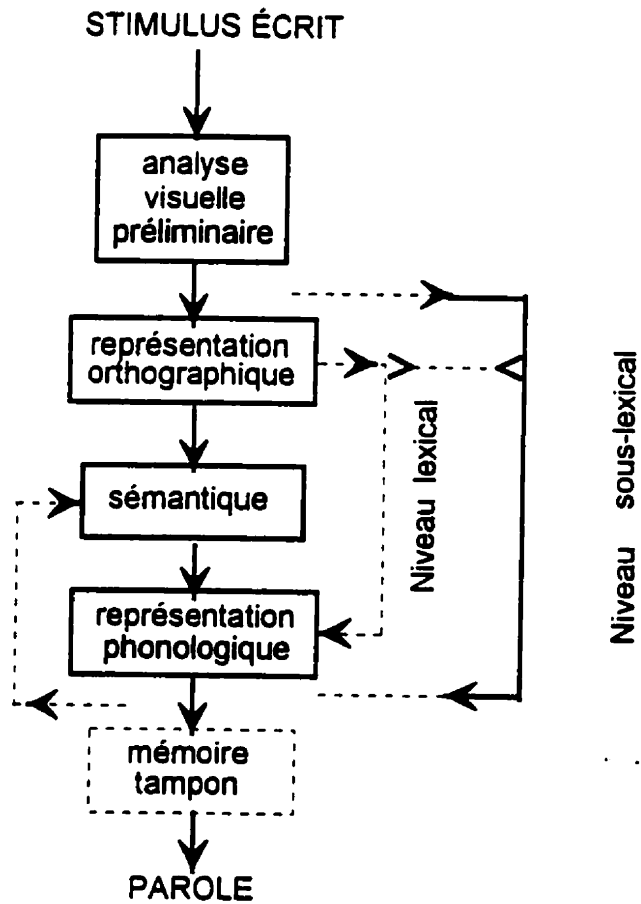 STIMULUS ÉCRIT
analyse
visuelle
préliminaire
représentation
orthographique
sémantique
représentation
phonologique
mémoire
tampon
PAROLE
Niveau lexical
Niveau sous-lexical